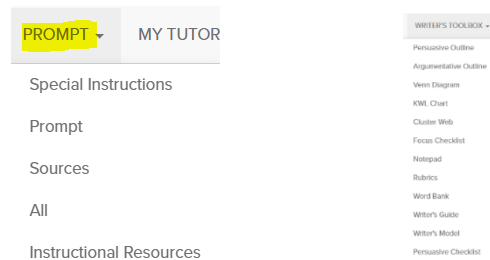 PROMPT MY TUTOR
Special Instructions
Prompt
Sources
All
Instructional Resources
WRITER'S TOOLBOX
Persuasive Outline
Argumentative Outline
Venn Diagram
KWL Chart
Cluster Web
Focus Checklist
Notepad
Rubrics
Word Bank
Writer's Guide
Writer's Model
Persuasive Checklist